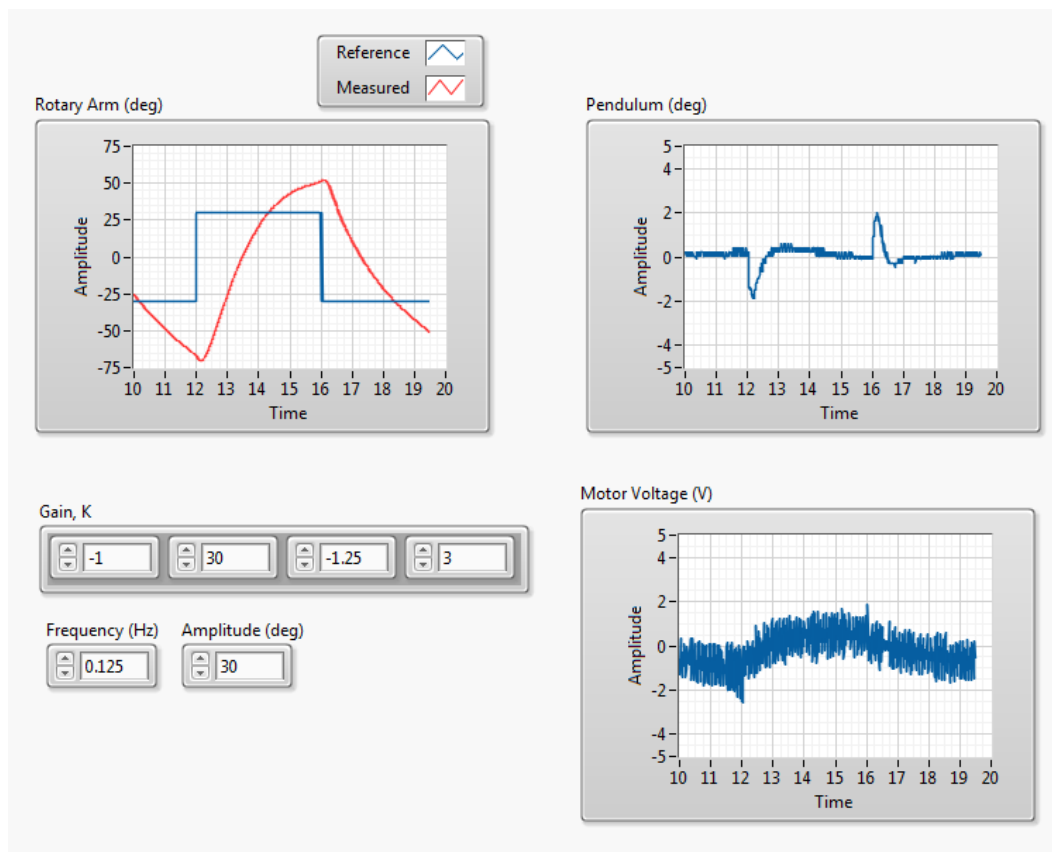 Reference
Measured
Rotary Arm (deg)
75
50
25
0
-25
-50
-75
Amplitude
10 11 12 13 14 15 16 17 18 19 20
Time
Pendulum (deg)
5
4
2
0
-2
-4
-5
Amplitude
10 11 12 13 14 15 16 17 18 19 20
Time
Gain, K
-1 30 -1.25 3
Frequency (Hz) Amplitude (deg)
0.125 30
Motor Voltage (V)
5
4
2
0
-2
-4
-5
Amplitude
10 11 12 13 14 15 16 17 18 19 20
Time